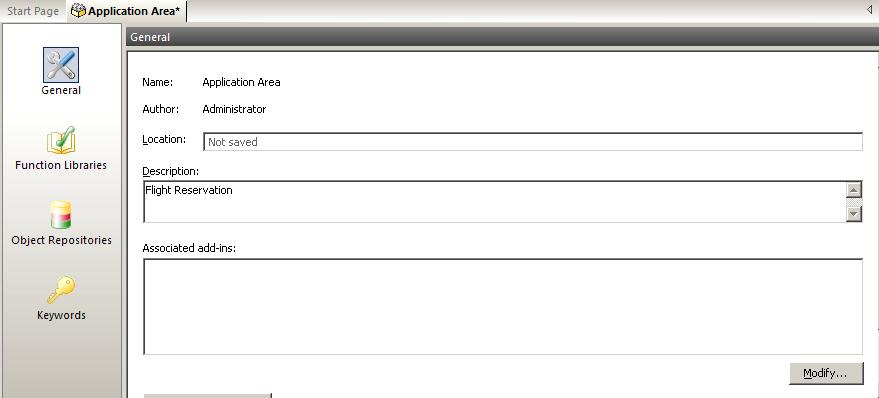 Start Page
Application Area*
General
General
Name: Application Area
Author: Administrator
Location: Not saved
Description:
Flight Reservation
Function Libraries
Object Repositories
Associated add-ins:
Keywords
Modify...